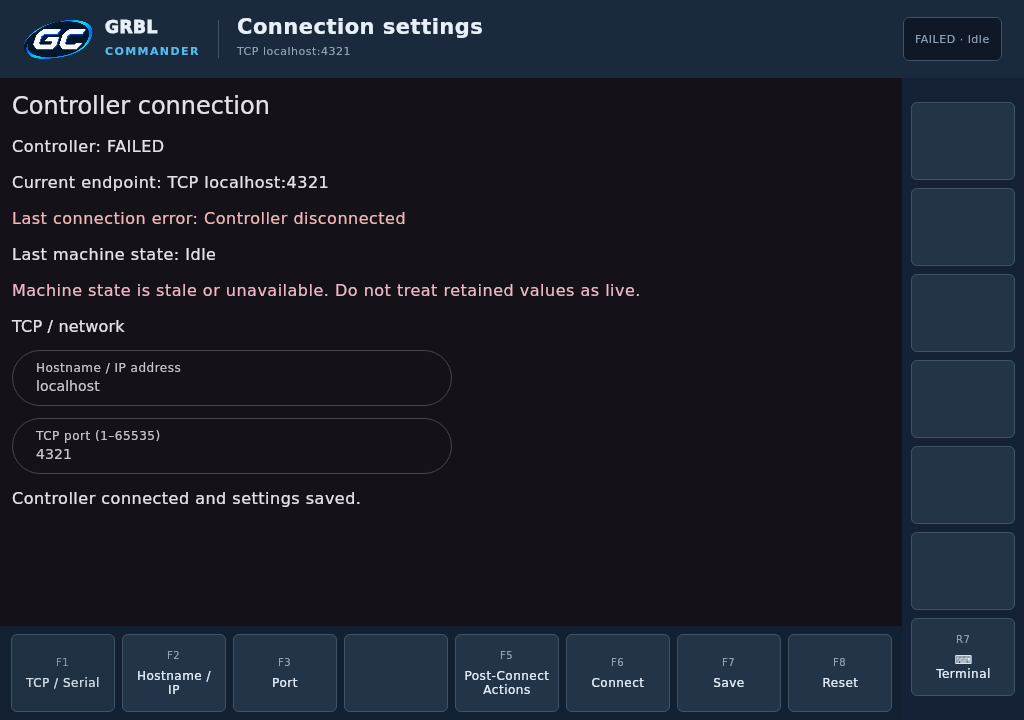 GC
GRBL
COMMANDER
Connection settings
TCP localhost:4321
FAILED · Idle
Controller connection
Controller: FAILED
Current endpoint: TCP localhost:4321
Last connection error: Controller disconnected
Last machine state: Idle
Machine state is stale or unavailable. Do not treat retained values as live.
TCP / network
Hostname / IP address
localhost
TCP port (1–65535)
4321
Controller connected and settings saved.
F1
TCP / Serial
F2
Hostname /
IP
F3
Port
F5
Post-Connect
Actions
F6
Connect
F7
Save
F8
Reset
R7
Terminal